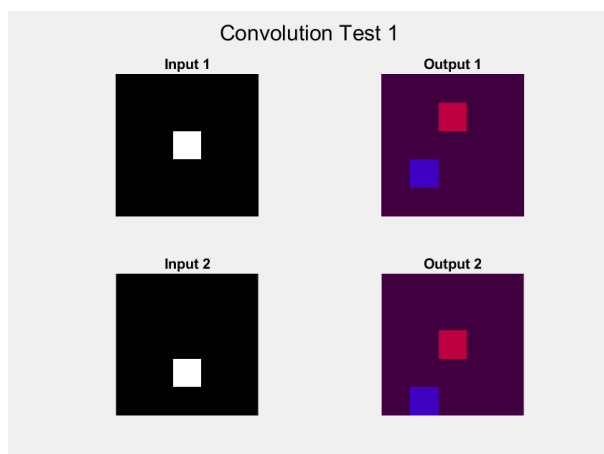 Convolution Test 1
Input 1
Output 1
Input 2
Output 2